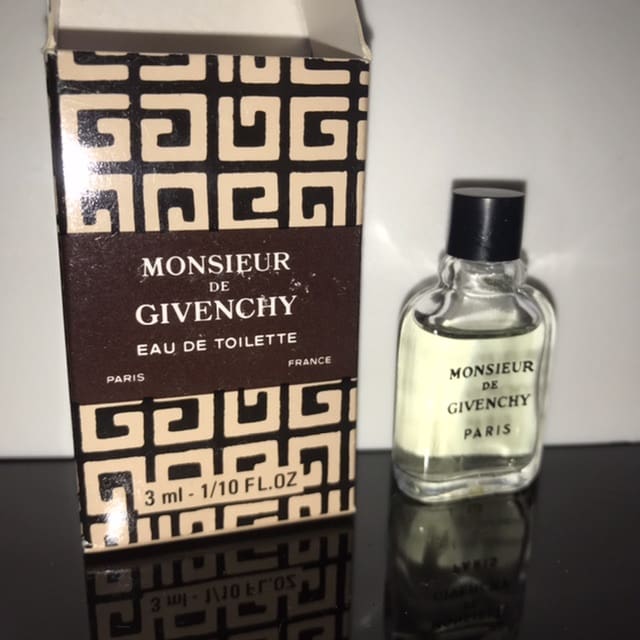 MONSIEUR
DE
GIVENCHY
EAU DE TOILETTE
PARIS
FRANCE
3 ml - 1/10 FL.OZ
MONSIEUR
DE
GIVENCHY
PARIS